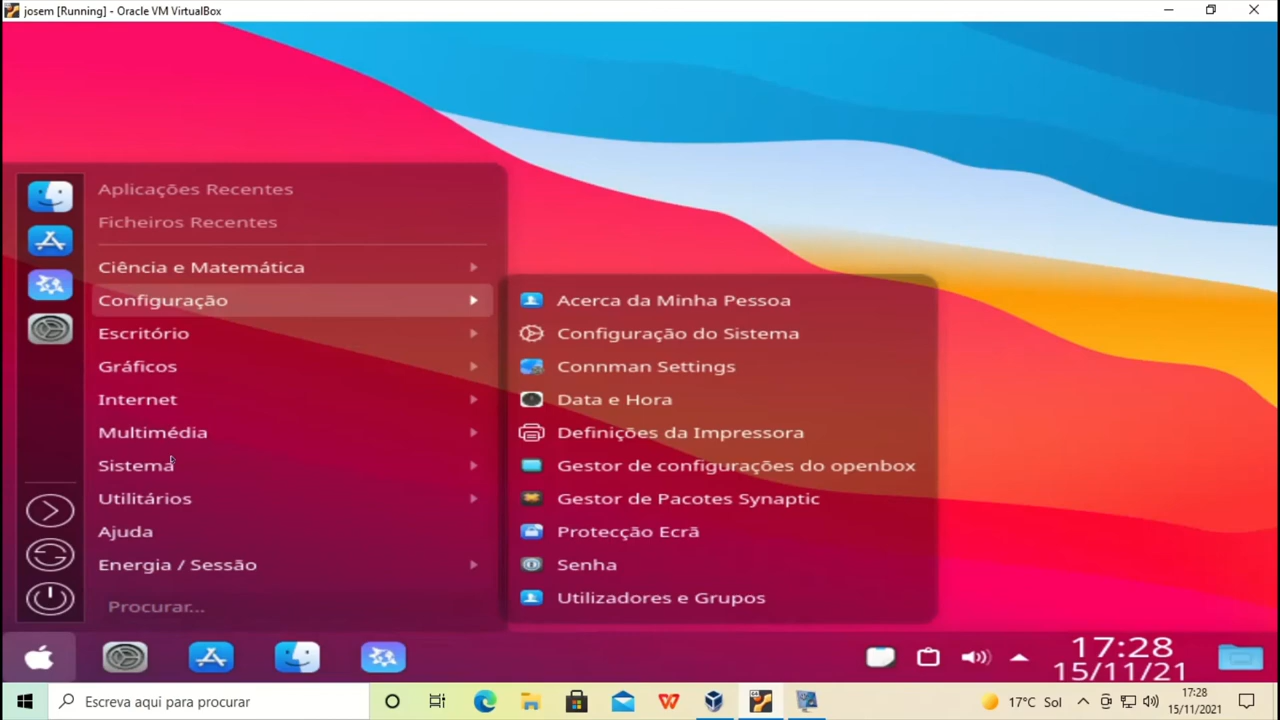 josem [Running] - Oracle VM VirtualBox
Aplicações Recentes
Ficheiros Recentes
Ciência e Matemática
Configuração
Escritório
Gráficos
Internet
Multimédia
Sistema
Utilitários
Ajuda
Energia / Sessão
Procurar...
Acerca da Minha Pessoa
Configuração do Sistema
Connman Settings
Data e Hora
Definições da Impressora
Gestor de configurações do openbox
Gestor de Pacotes Synaptic
Protecção Ecrã
Senha
Utilizadores e Grupos
17:28
15/11/21
Escreva aqui para procurar
17°C Sol
17:28
15/11/2021